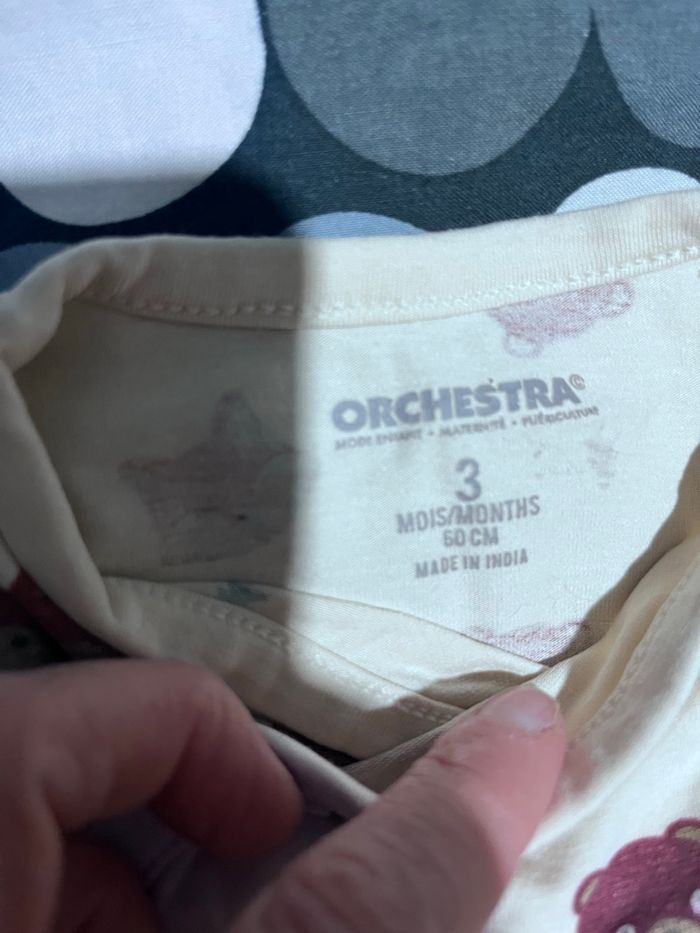 ORCHESTRA©
MODE ENFANT • MATERNITÉ • PUÉRICULTURE
3
MOIS/MONTHS
60 CM
MADE IN INDIA